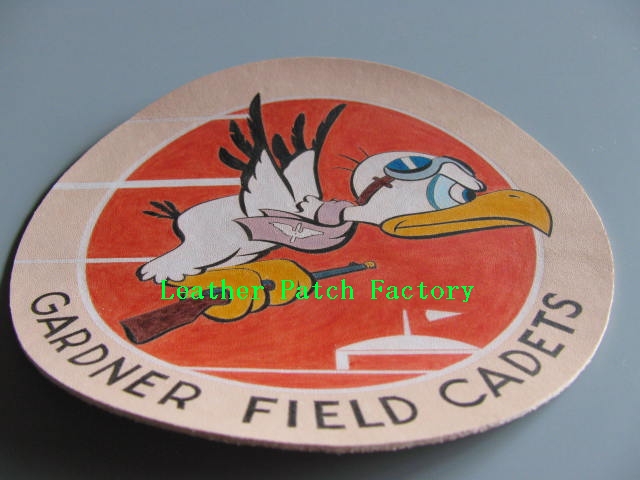 Leather Patch Factory
GARDNER FIELD CADETS